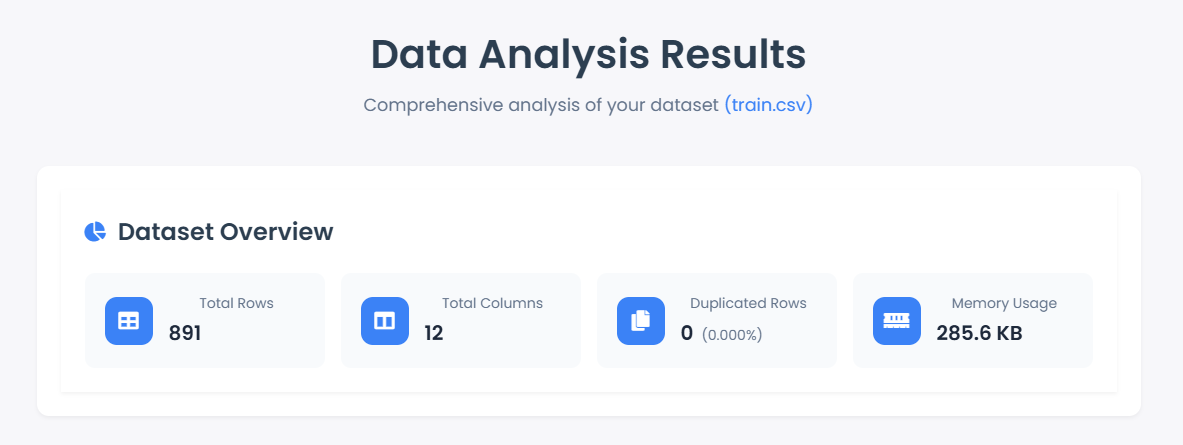 Data Analysis Results
Comprehensive analysis of your dataset (train.csv)
Dataset Overview
Total Rows
891
Total Columns
12
Duplicated Rows
0 (0.000%)
Memory Usage
285.6 KB